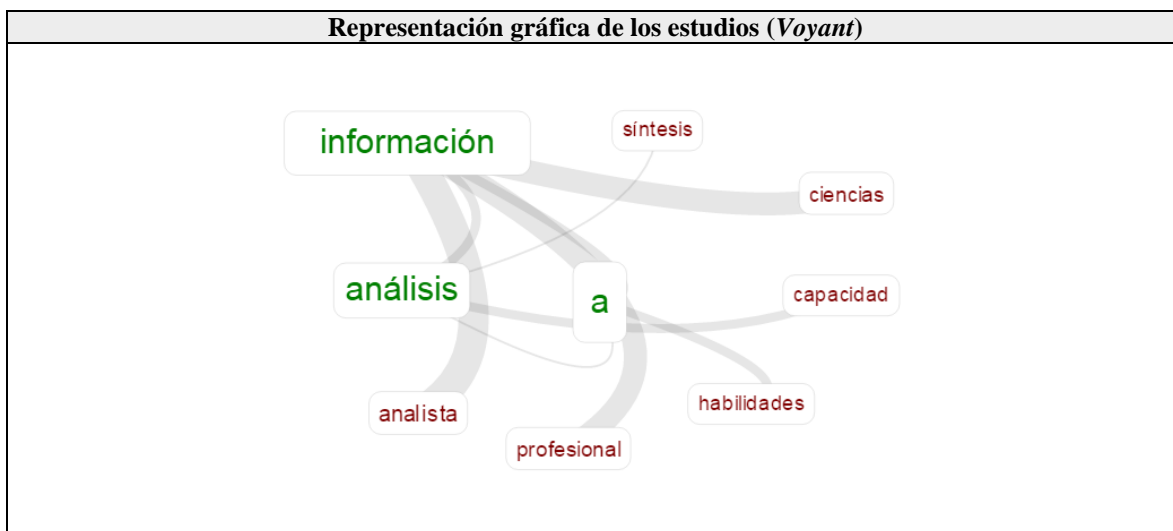 Representación gráfica de los estudios (Voyant)
información
síntesis
ciencias
análisis
a
capacidad
analista
habilidades
profesional